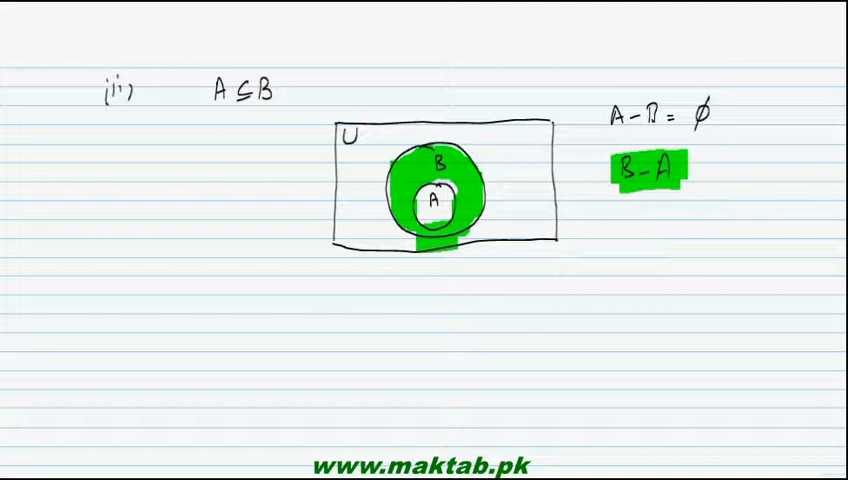 (ii) A ⊆ B
A - B = ∅
U
B
B - A
A
www.maktab.pk